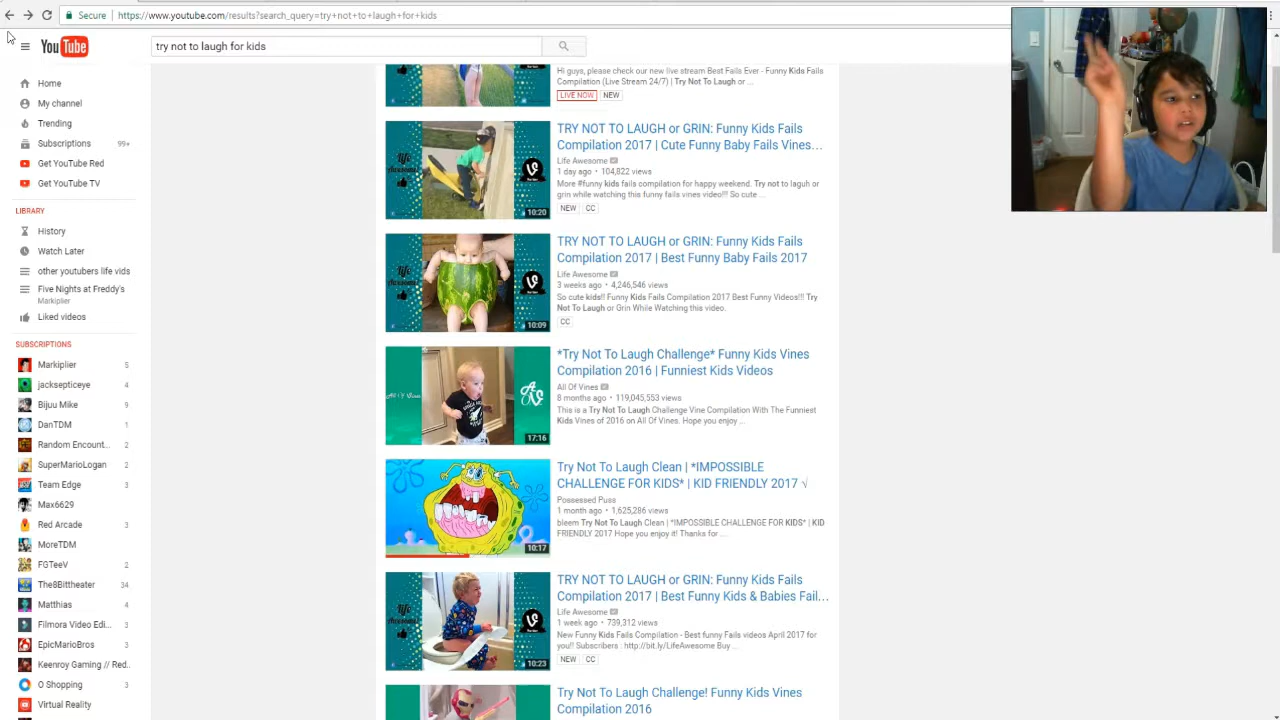 Secure | https://www.youtube.com/results?search_query=try+not+to+laugh+for+kids
YouTube
try not to laugh for kids
Home
My channel
Trending
Subscriptions 99+
Get YouTube Red
Get YouTube TV
LIBRARY
History
Watch Later
other youtubers life vids
Five Nights at Freddy's
Markiplier
Liked videos
SUBSCRIPTIONS
Markiplier 5
jacksepticeye 4
Bijuu Mike 9
DanTDM 1
Random Encount... 2
SuperMarioLogan 2
Team Edge 3
Max6629
Red Arcade 3
MoreTDM
FGTeeV 2
The8Bittheater 34
Matthias 4
Filmora Video Edi... 3
EpicMarioBros 3
Keenroy Gaming // Red..
O Shopping 3
Virtual Reality
Hi guys, please check our new live stream Best Fails Ever - Funny Kids Fails
Compilation (Live Stream 24/7) | Try Not To Laugh or ...
LIVE NOW NEW
life Awesome
10:20
TRY NOT TO LAUGH or GRIN: Funny Kids Fails
Compilation 2017 | Cute Funny Baby Fails Vines...
Life Awesome
1 day ago • 104,822 views
More #funny kids fails compilation for happy weekend. Try not to laguh or
grin while watching this funny fails vines video!!! So cute ...
NEW CC
life Awesome
10:09
TRY NOT TO LAUGH or GRIN: Funny Kids Fails
Compilation 2017 | Best Funny Baby Fails 2017
Life Awesome
3 weeks ago • 4,246,546 views
So cute kids!! Funny Kids Fails Compilation 2017 Best Funny Videos!!! Try
Not To Laugh or Grin While Watching this video.
CC
All Of Vines
17:16
*Try Not To Laugh Challenge* Funny Kids Vines
Compilation 2016 | Funniest Kids Videos
All Of Vines
8 months ago • 119,045,553 views
This is a Try Not To Laugh Challenge Vine Compilation With The Funniest
Kids Vines of 2016 on All Of Vines. Hope you enjoy ...
10:17
Try Not To Laugh Clean | *IMPOSSIBLE
CHALLENGE FOR KIDS* | KID FRIENDLY 2017 √
Possessed Puss
1 month ago • 1,625,286 views
bleem Try Not To Laugh Clean | *IMPOSSIBLE CHALLENGE FOR KIDS* | KID
FRIENDLY 2017 Hope you enjoy it! Thanks for ...
life Awesome
10:23
TRY NOT TO LAUGH or GRIN: Funny Kids Fails
Compilation 2017 | Best Funny Kids & Babies Fail...
Life Awesome
1 week ago • 739,312 views
New Funny Kids Fails Compilation - Best funny Fails videos April 2017 for
you!! Subscribers : http://bit.ly/LifeAwesome Buy ...
NEW CC
Try Not To Laugh Challenge! Funny Kids Vines
Compilation 2016